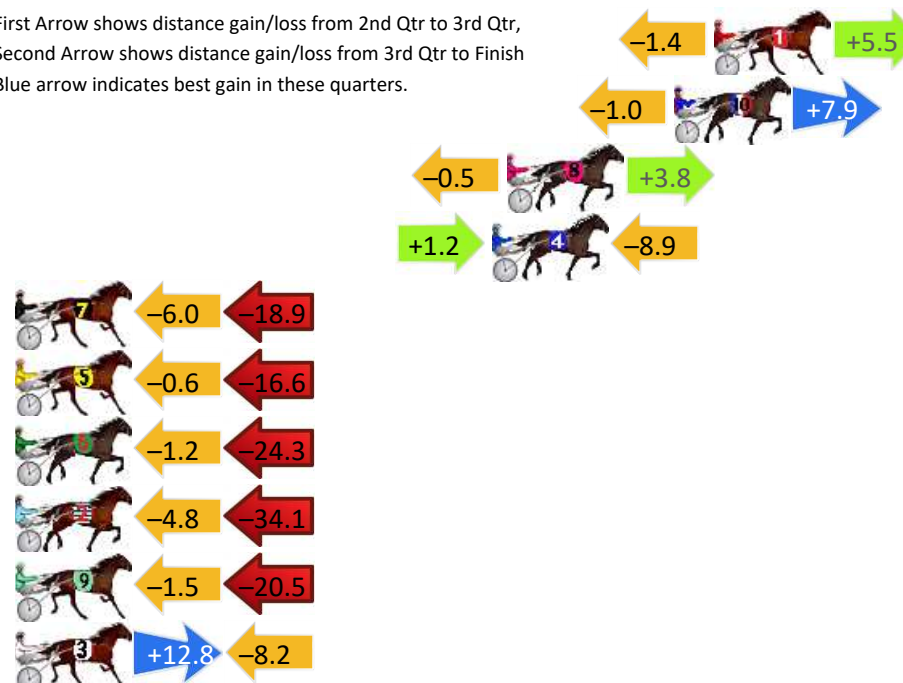 First Arrow shows distance gain/loss from 2nd Qtr to 3rd Qtr,
Second Arrow shows distance gain/loss from 3rd Qtr to Finish
Blue arrow indicates best gain in these quarters.
–1.4 1 +5.5
–1.0 10 +7.9
–0.5 8 +3.8
+1.2 4 –8.9
7 –6.0 –18.9
5 –0.6 –16.6
6 –1.2 –24.3
2 –4.8 –34.1
9 –1.5 –20.5
3 +12.8 –8.2